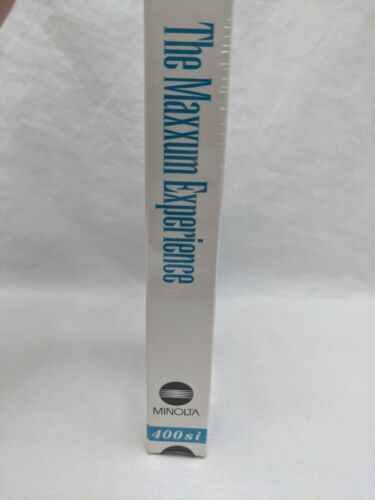 The Maxxum Experience
MINOLTA
400si